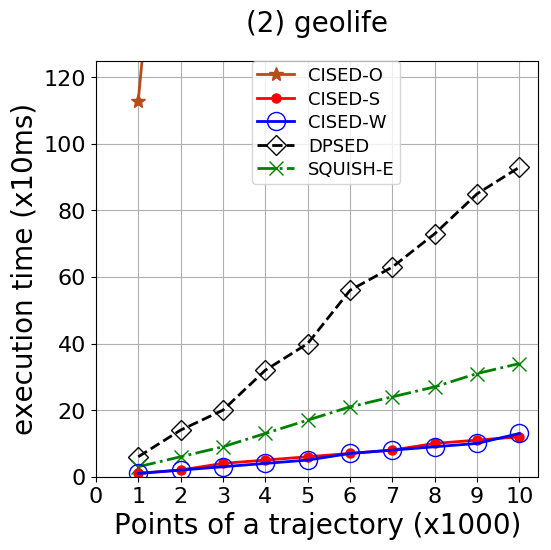 (2) geolife
execution time (x10ms)
120
100
80
60
40
20
0
CISED-O
CISED-S
CISED-W
DPSED
SQUISH-E
0 1 2 3 4 5 6 7 8 9 10
Points of a trajectory (x1000)